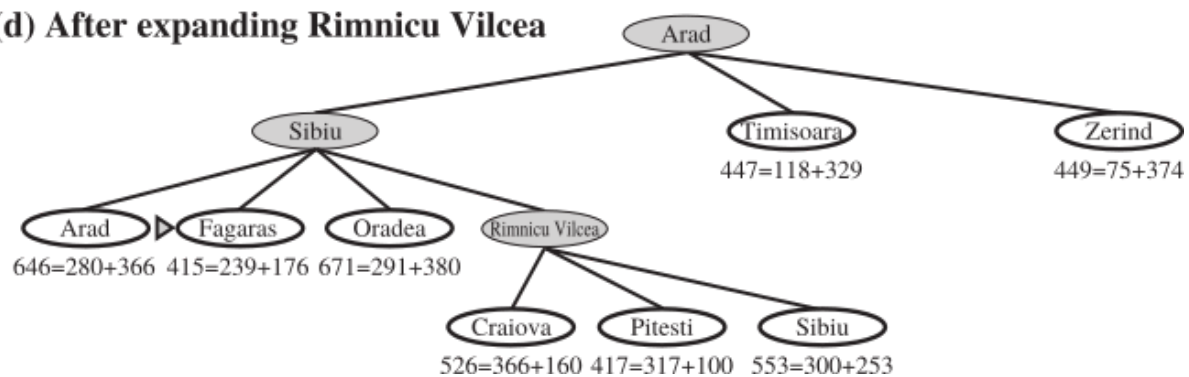 (d) After expanding Rimnicu Vilcea
Arad
Sibiu
Timisoara
Zerind
447=118+329
449=75+374
Arad
Fagaras
Oradea
Rimnicu Vilcea
646=280+366
415=239+176
671=291+380
Craiova
Pitesti
Sibiu
526=366+160
417=317+100
553=300+253